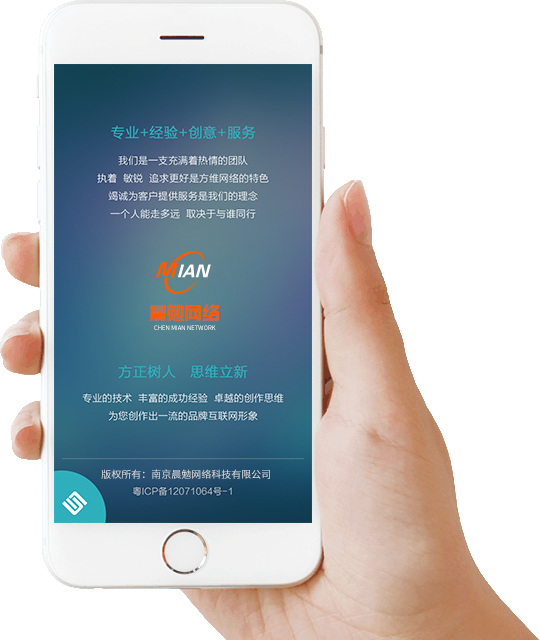 专业+经验+创意+服务
我们是一支充满着热情的团队
执着 敏锐 追求更好是方维网络的特色
竭诚为客户提供服务是我们的理念
一个人能走多远 取决于与谁同行
MIAN
晨勉网络
CHEN MIAN NETWORK
方正树人 思维立新
专业的技术 丰富的成功经验 卓越的创作思维
为您创作出一流的品牌互联网形象
版权所有：南京晨勉网络科技有限公司
粤ICP备12071064号-1